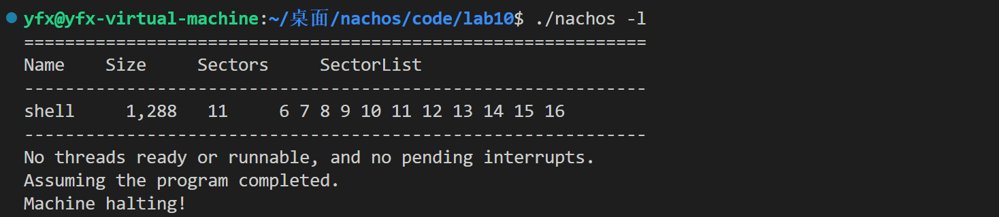 yfx@yfx-virtual-machine:~/桌面/nachos/code/lab10$ ./nachos -l
=============================================================
Name    Size     Sectors     SectorList
-------------------------------------------------------------
shell     1,288   11     6 7 8 9 10 11 12 13 14 15 16
-------------------------------------------------------------
No threads ready or runnable, and no pending interrupts.
Assuming the program completed.
Machine halting!